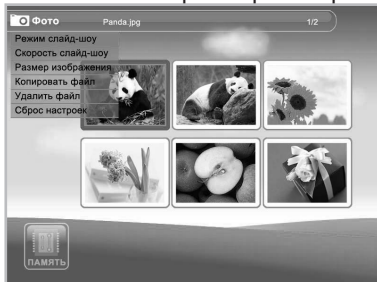 Фото Panda.jpg 1/2
Режим слайд-шоу
Скорость слайд-шоу
Размер изображения
Копировать файл
Удалить файл
Сброс настроек
ПАМЯТЬ